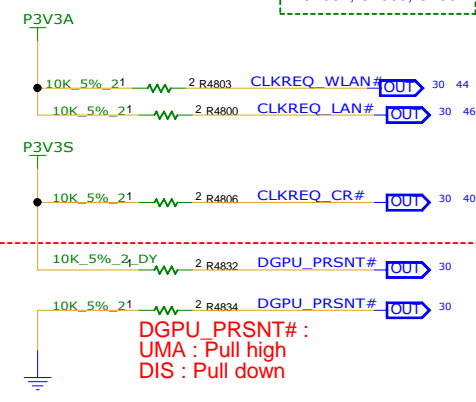 P3V3A
10K_5%_2 1 2 R4803 CLKREQ_WLAN# OUT 30 44
10K_5%_2 1 2 R4800 CLKREQ_LAN# OUT 30 46
P3V3S
10K_5%_2 1 2 R4806 CLKREQ_CR# OUT 30 40
10K_5%_2_DY 1 2 R4832 DGPU_PRSNT# OUT 30
10K_5%_2 1 2 R4834 DGPU_PRSNT# OUT 30
DGPU_PRSNT# :
UMA : Pull high
DIS : Pull down